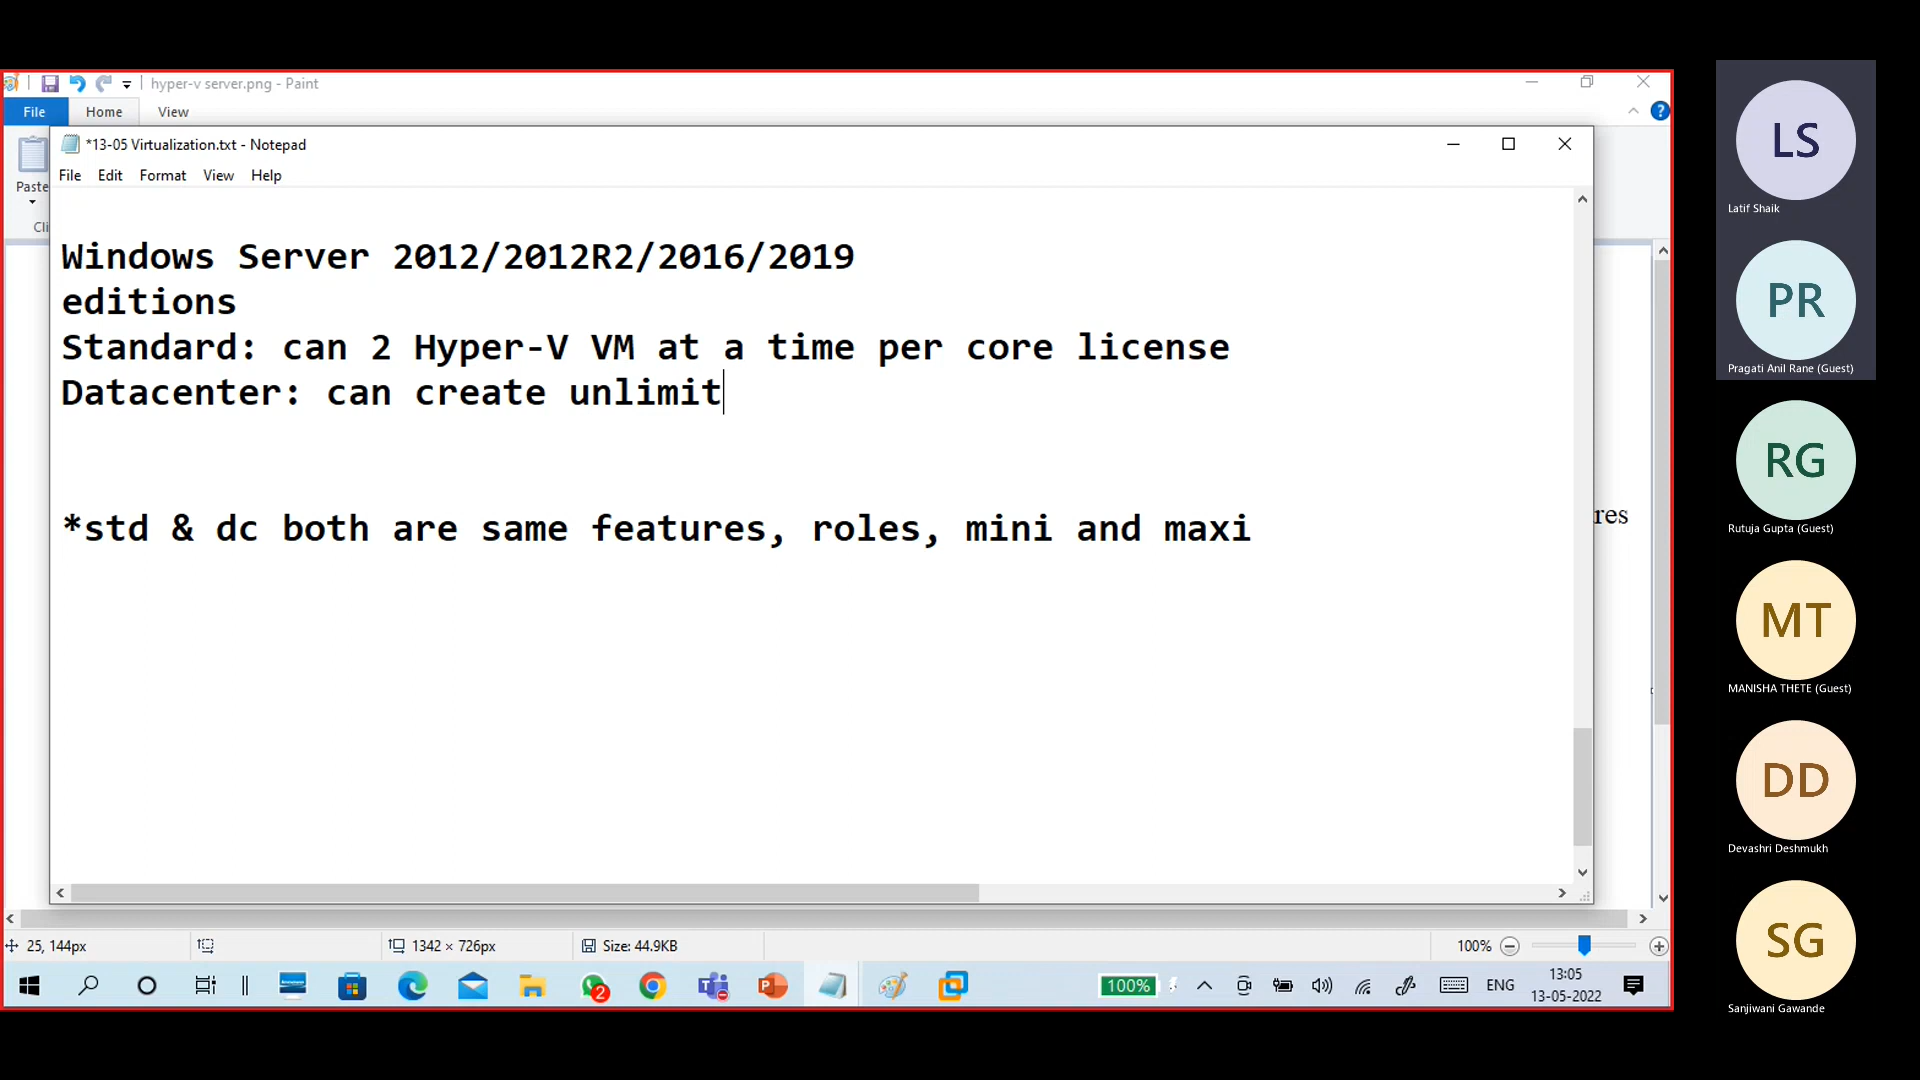 hyper-v server.png - Paint
File
Home
View
?
Paste
Cli
*13-05 Virtualization.txt - Notepad
File Edit Format View Help
Windows Server 2012/2012R2/2016/2019
editions
Standard: can 2 Hyper-V VM at a time per core license
Datacenter: can create unlimit
*std & dc both are same features, roles, mini and maxi
res
25, 144px
1342 × 726px
Size: 44.9KB
100%
2
100%
ENG
13:05
13-05-2022
LS
Latif Shaik
PR
Pragati Anil Rane (Guest)
RG
Rutuja Gupta (Guest)
MT
MANISHA THETE (Guest)
DD
Devashri Deshmukh
SG
Sanjiwani Gawande